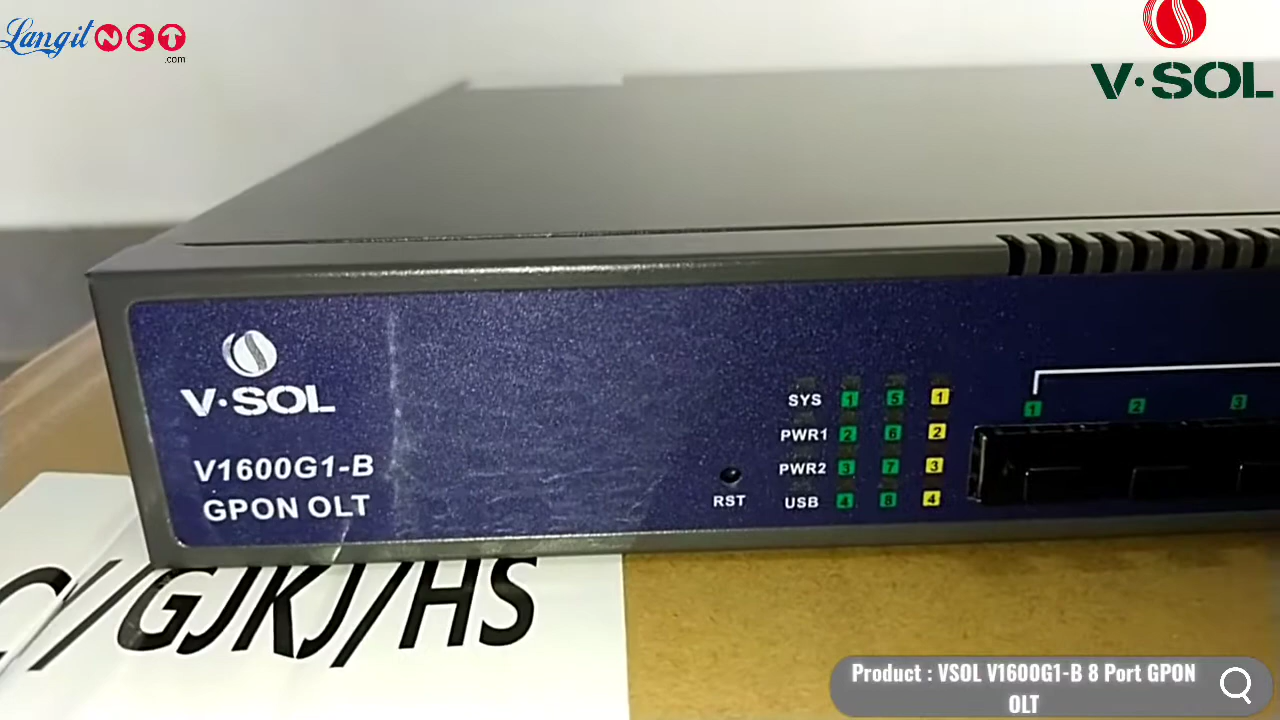 LangitNET
.com
V·SOL
V·SOL
V1600G1-B
GPON OLT
RST
SYS 1 5 1
PWR1 2 6 2
PWR2 3 7 3
USB 4 8 4
1 2 3
/GJKJ/HS
Product : VSOL V1600G1-B 8 Port GPON
OLT